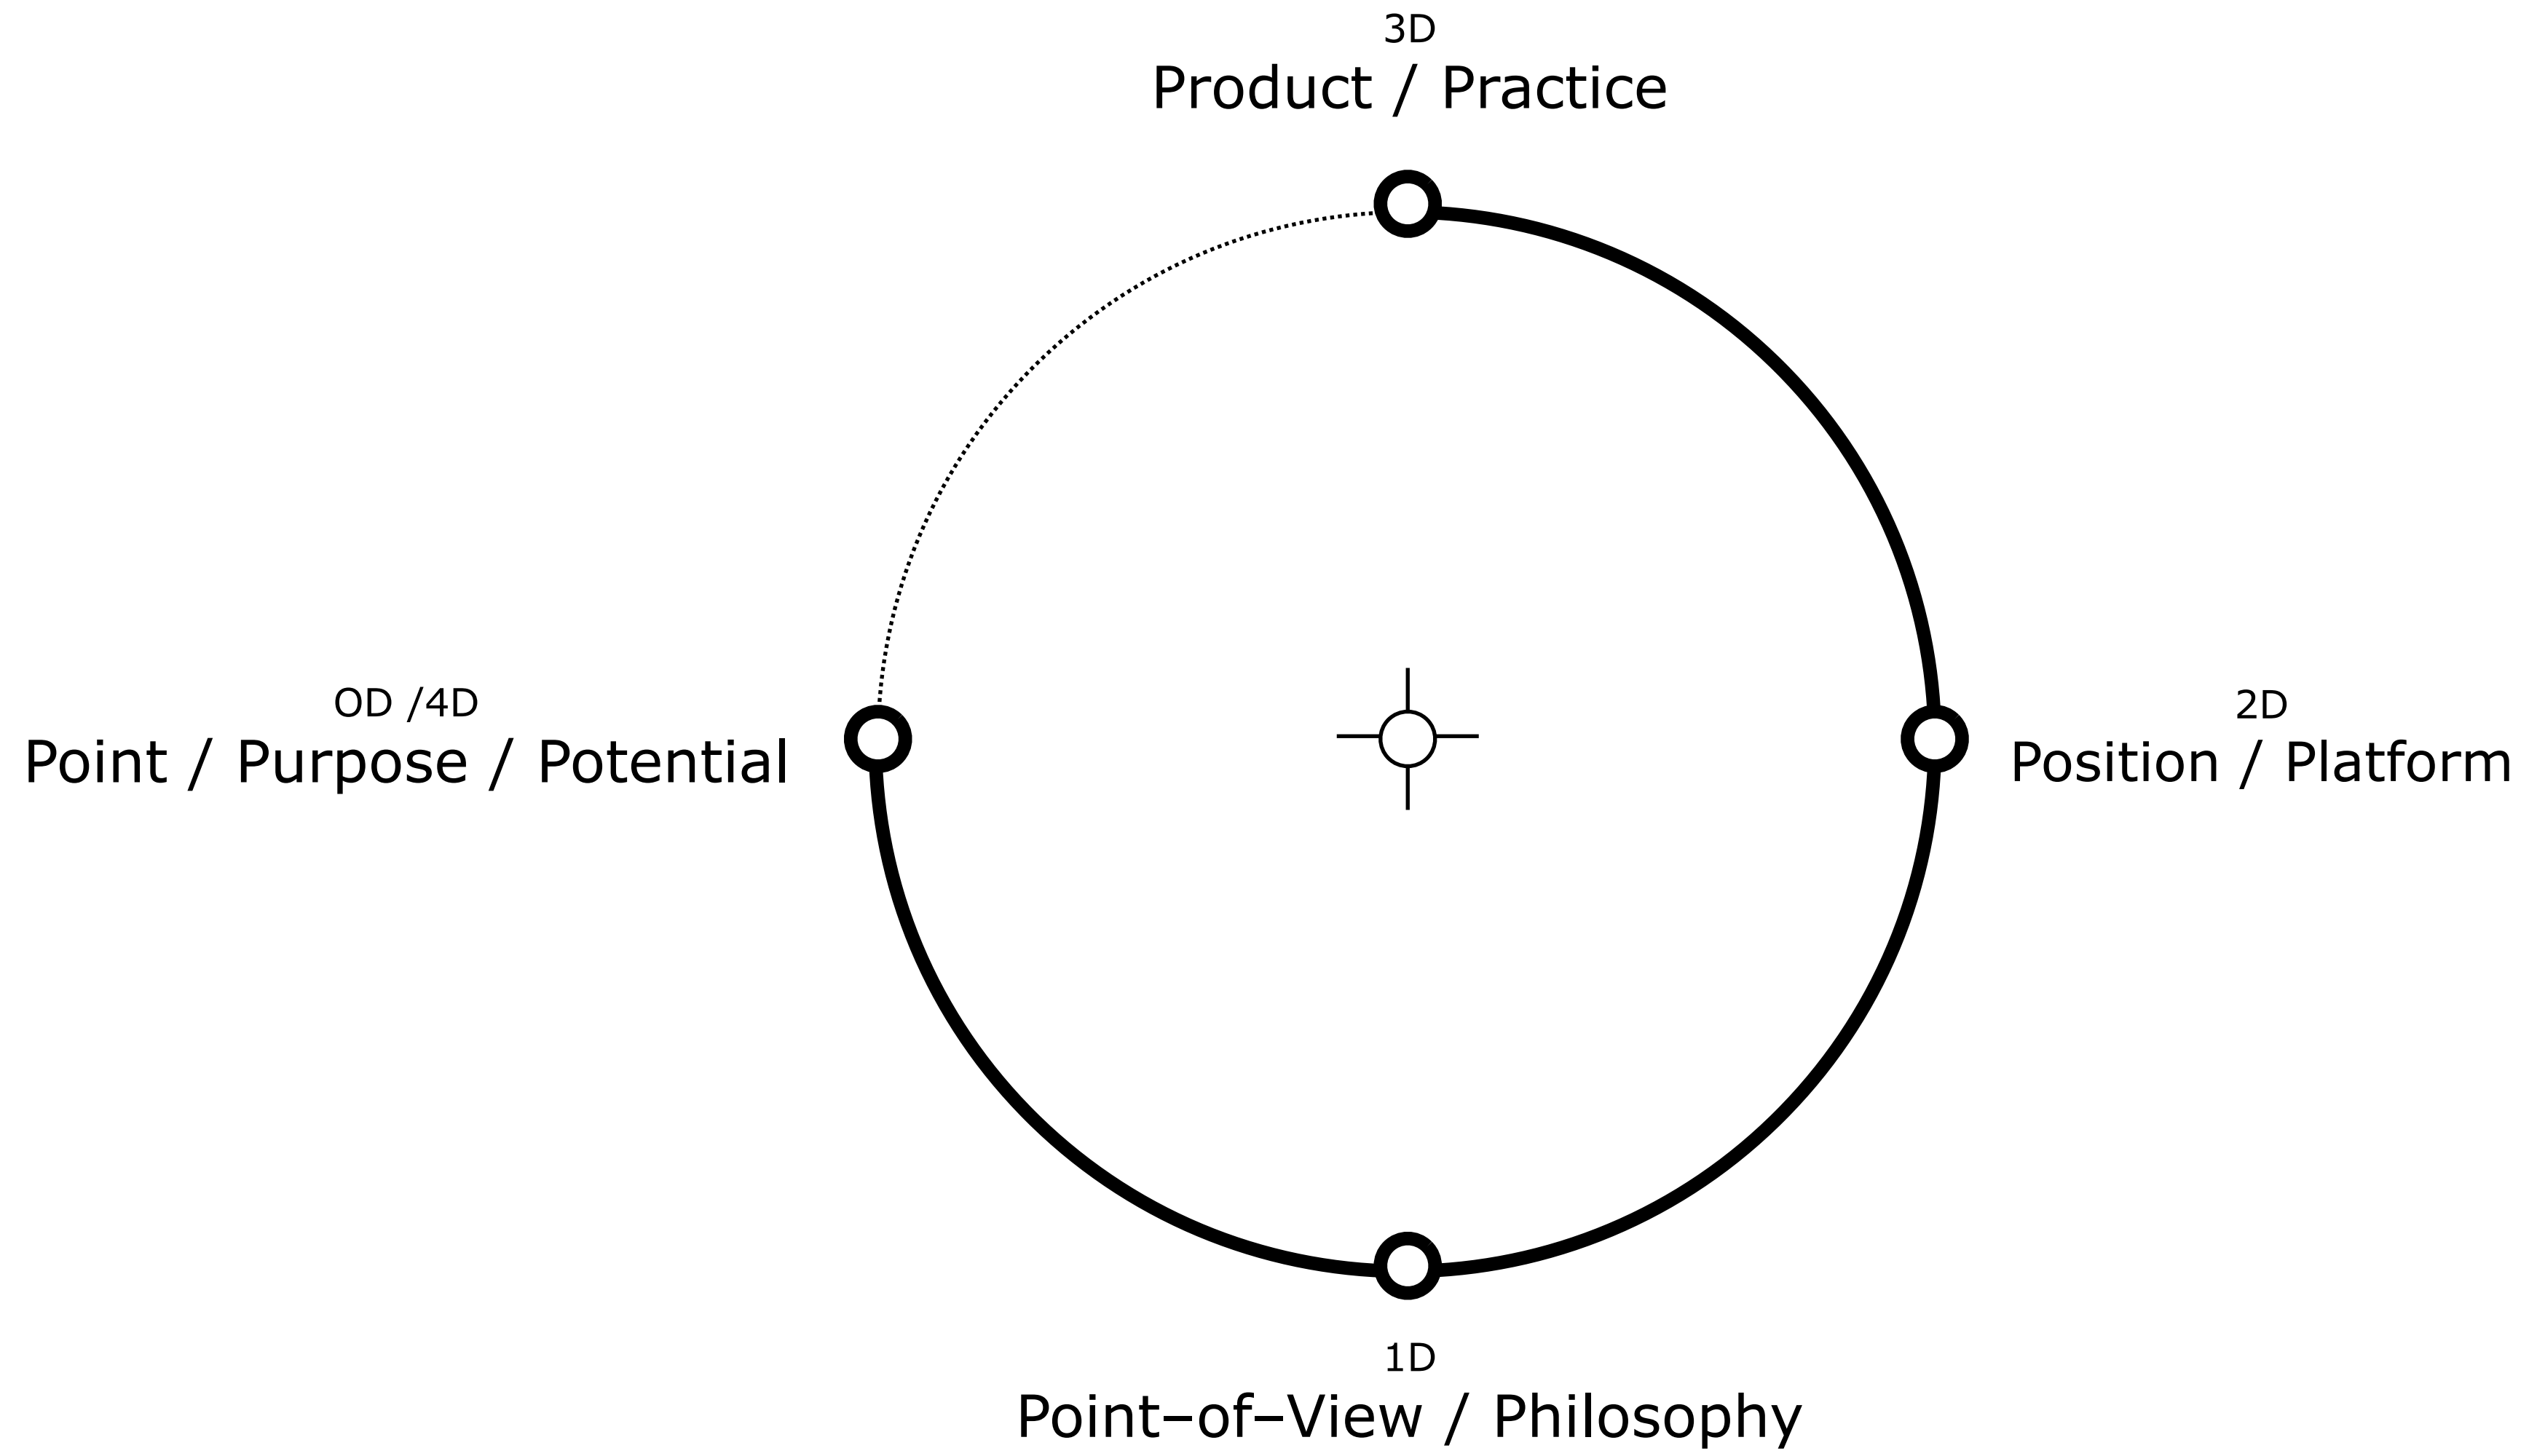 3D
Product / Practice
OD /4D
Point / Purpose / Potential
2D
Position / Platform
1D
Point–of–View / Philosophy